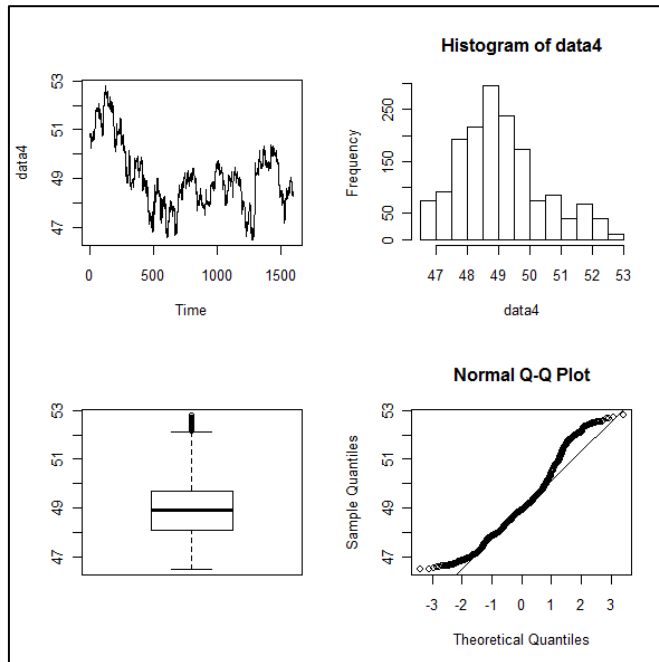 data4
53
51
49
47
0 500 1000 1500
Time
Histogram of data4
Frequency
250
150
50
0
47 48 49 50 51 52 53
data4
53
51
49
47
Normal Q-Q Plot
Sample Quantiles
53
51
49
47
-3 -2 -1 0 1 2 3
Theoretical Quantiles